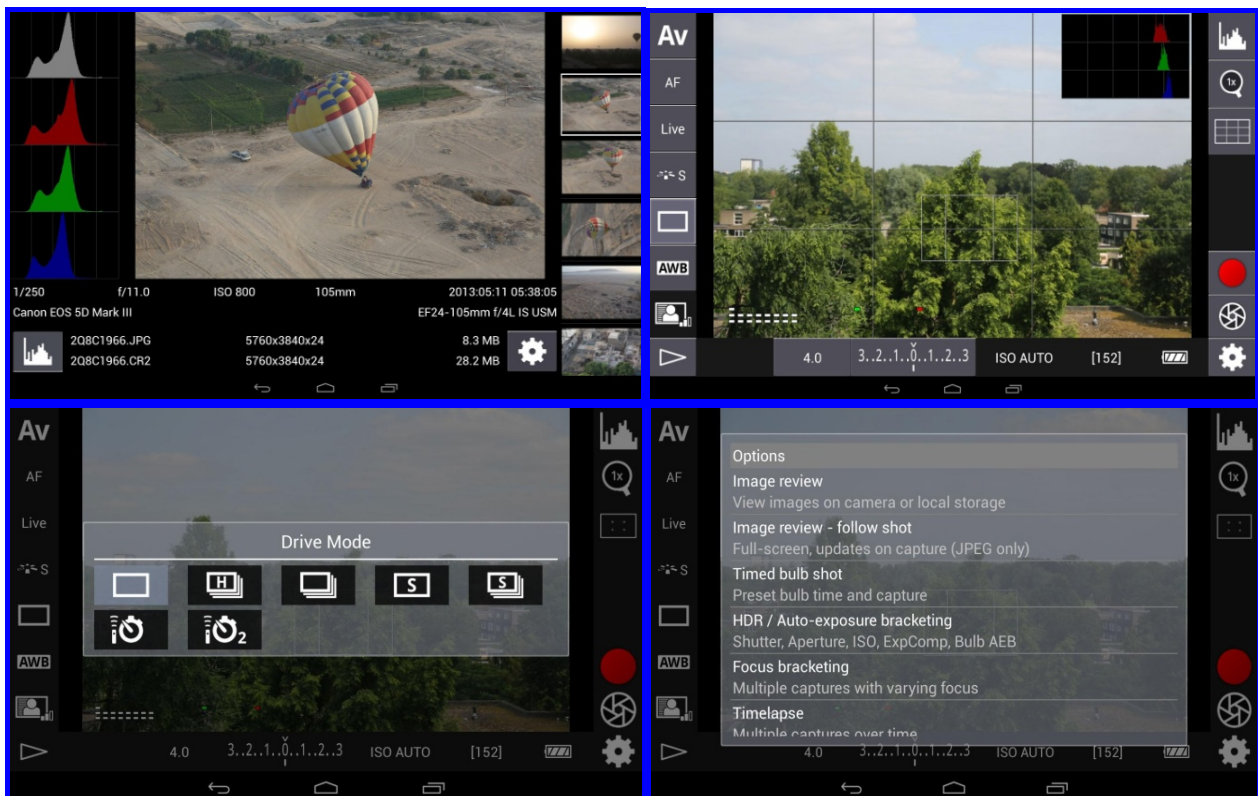 1/250 f/11.0 ISO 800 105mm 2013:05:11 05:38:05
Canon EOS 5D Mark III EF24-105mm f/4L IS USM
2Q8C1966.JPG 5760x3840x24 8.3 MB
2Q8C1966.CR2 5760x3840x24 28.2 MB
Av
1x
AF
Live
S
AWB
4.0 3..2..1..0..1..2..3 ISO AUTO [152]
Av
1x
AF
Live
Drive Mode
S
H S S
2
AWB
4.0 3..2..1..0..1..2..3 ISO AUTO [152]
Av
1x
AF
Live
S
AWB
Options
Image review
View images on camera or local storage
Image review - follow shot
Full-screen, updates on capture (JPEG only)
Timed bulb shot
Preset bulb time and capture
HDR / Auto-exposure bracketing
Shutter, Aperture, ISO, ExpComp, Bulb AEB
Focus bracketing
Multiple captures with varying focus
Timelapse
Multiple captures over time
4.0 3..2..1..0..1..2..3 ISO AUTO [152]